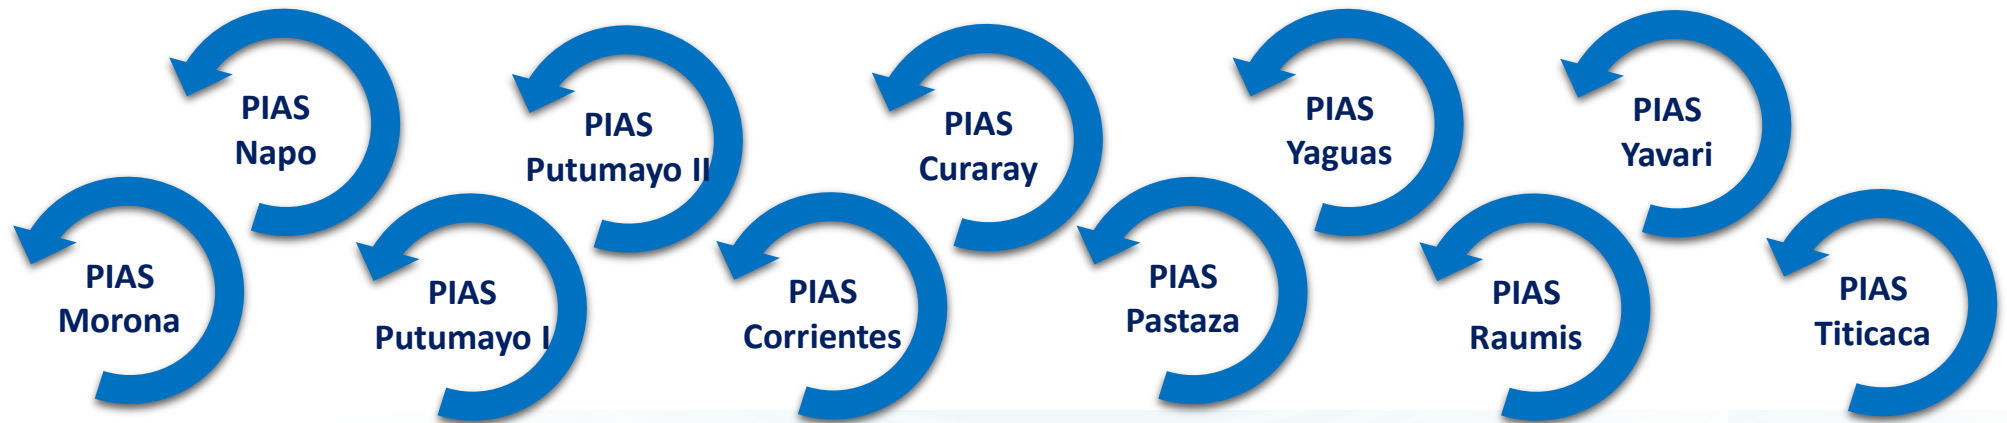 PIAS
Napo
PIAS
Putumayo II
PIAS
Curaray
PIAS
Yaguas
PIAS
Yavari
PIAS
Morona
PIAS
Putumayo I
PIAS
Corrientes
PIAS
Pastaza
PIAS
Raumis
PIAS
Titicaca